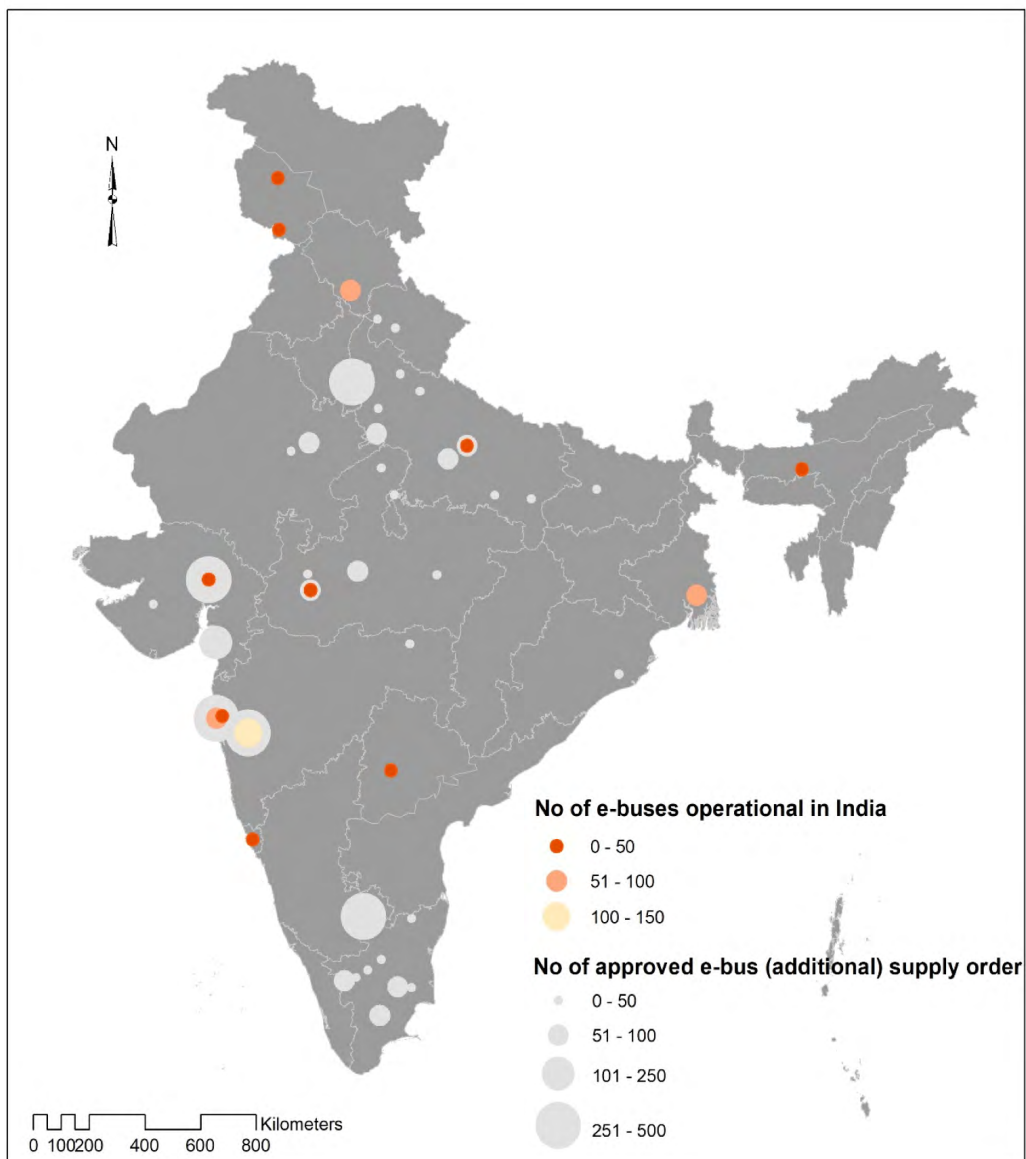 N
No of e-buses operational in India
0 - 50
51 - 100
100 - 150
No of approved e-bus (additional) supply order
0 - 50
51 - 100
101 - 250
251 - 500
Kilometers
0 100200 400 600 800